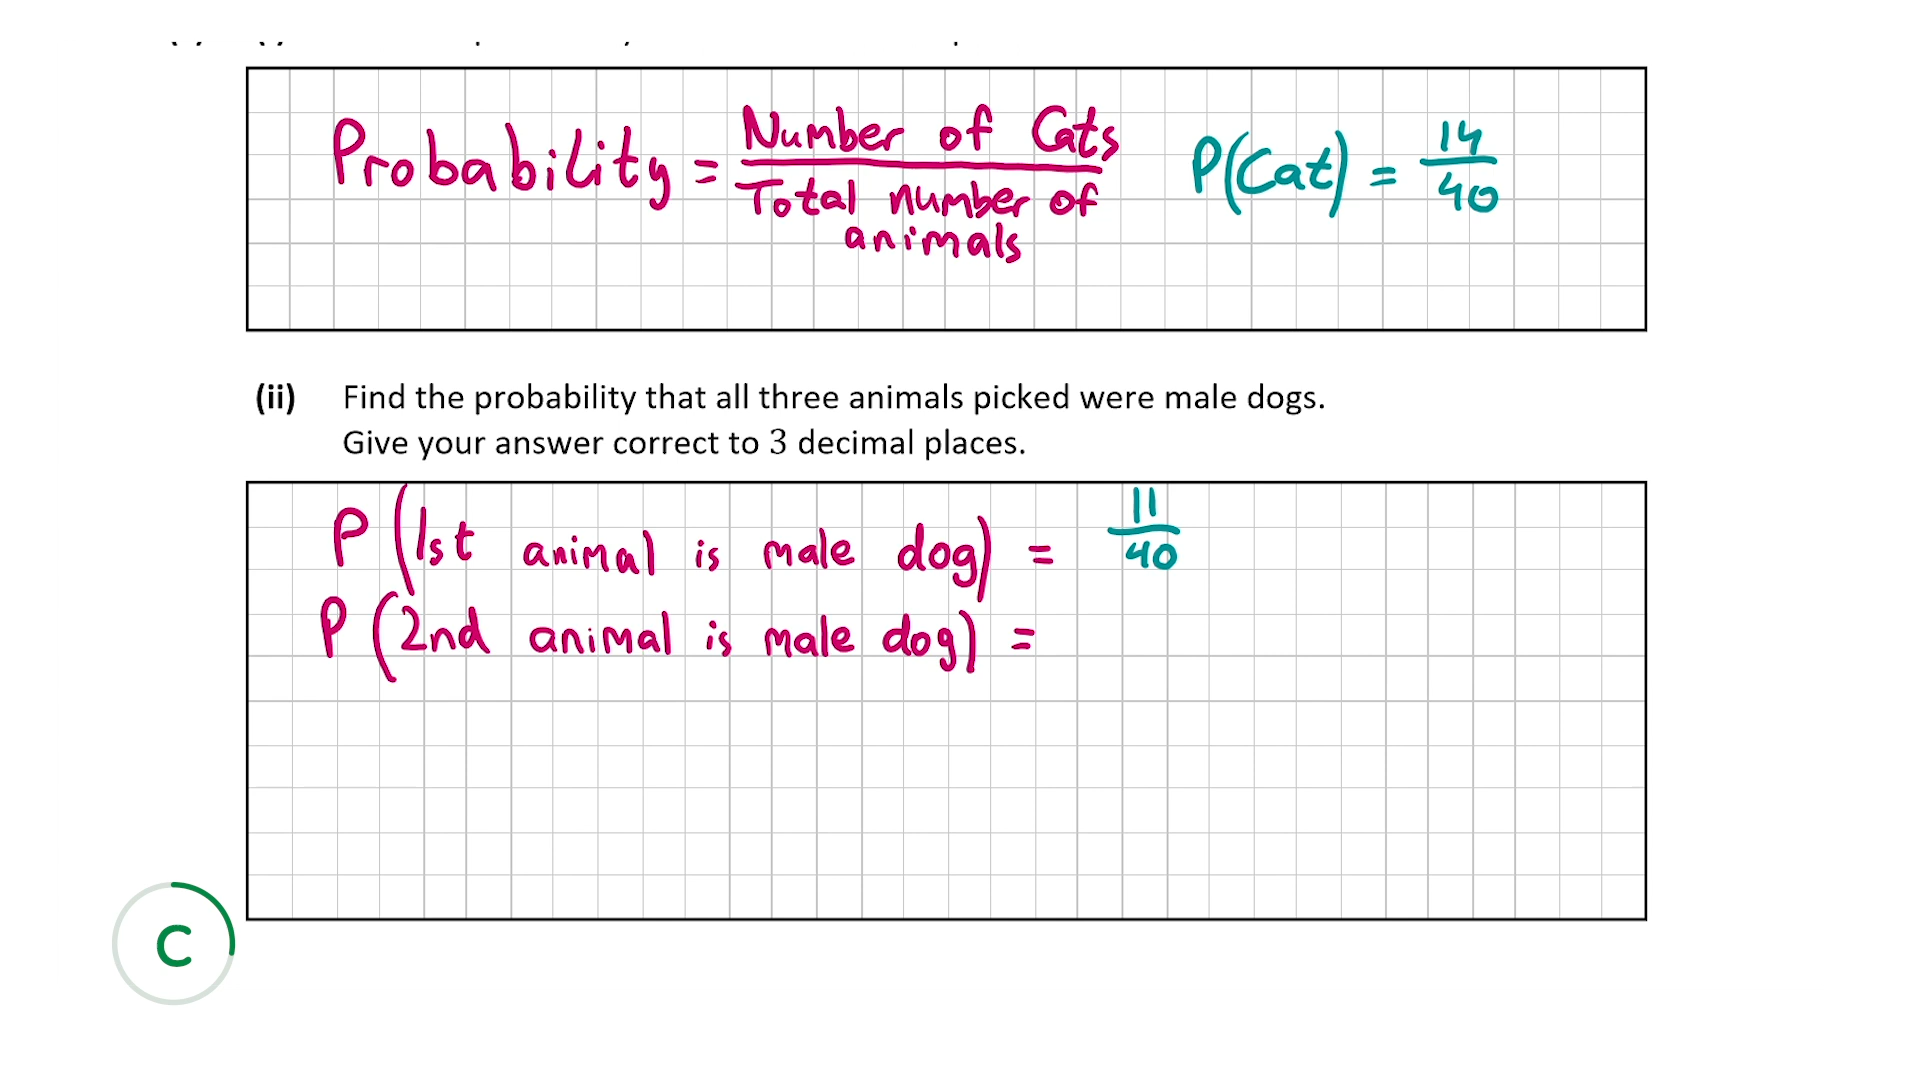 Probability = Number of Cats / Total number of animals P(Cat) = 14/40
(ii) Find the probability that all three animals picked were male dogs.
Give your answer correct to 3 decimal places.
P(1st animal is male dog) = 11/40
P(2nd animal is male dog) =
C